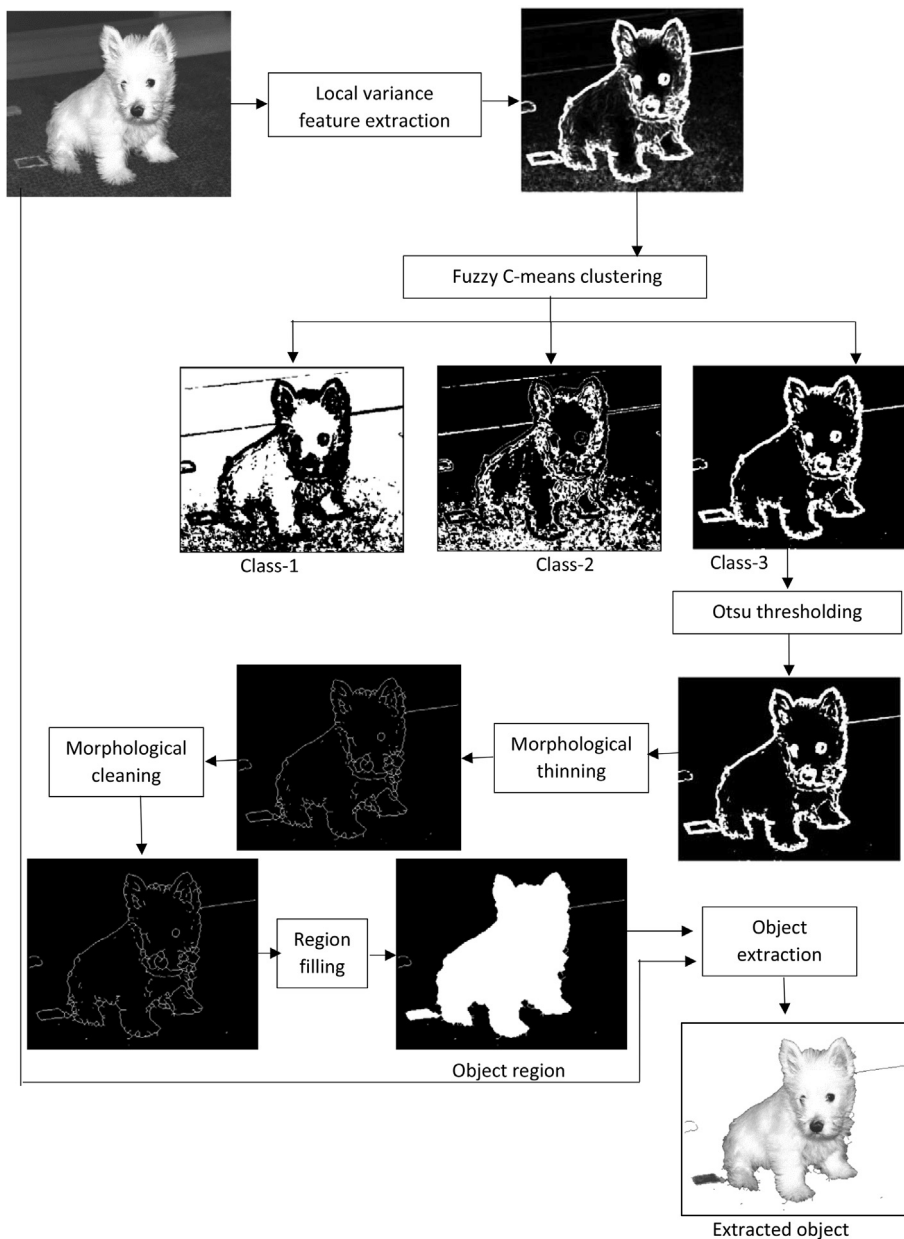 Local variance
feature extraction
Fuzzy C-means clustering
Class-1
Class-2
Class-3
Otsu thresholding
Morphological
thinning
Morphological
cleaning
Region
filling
Object region
Object
extraction
Extracted object